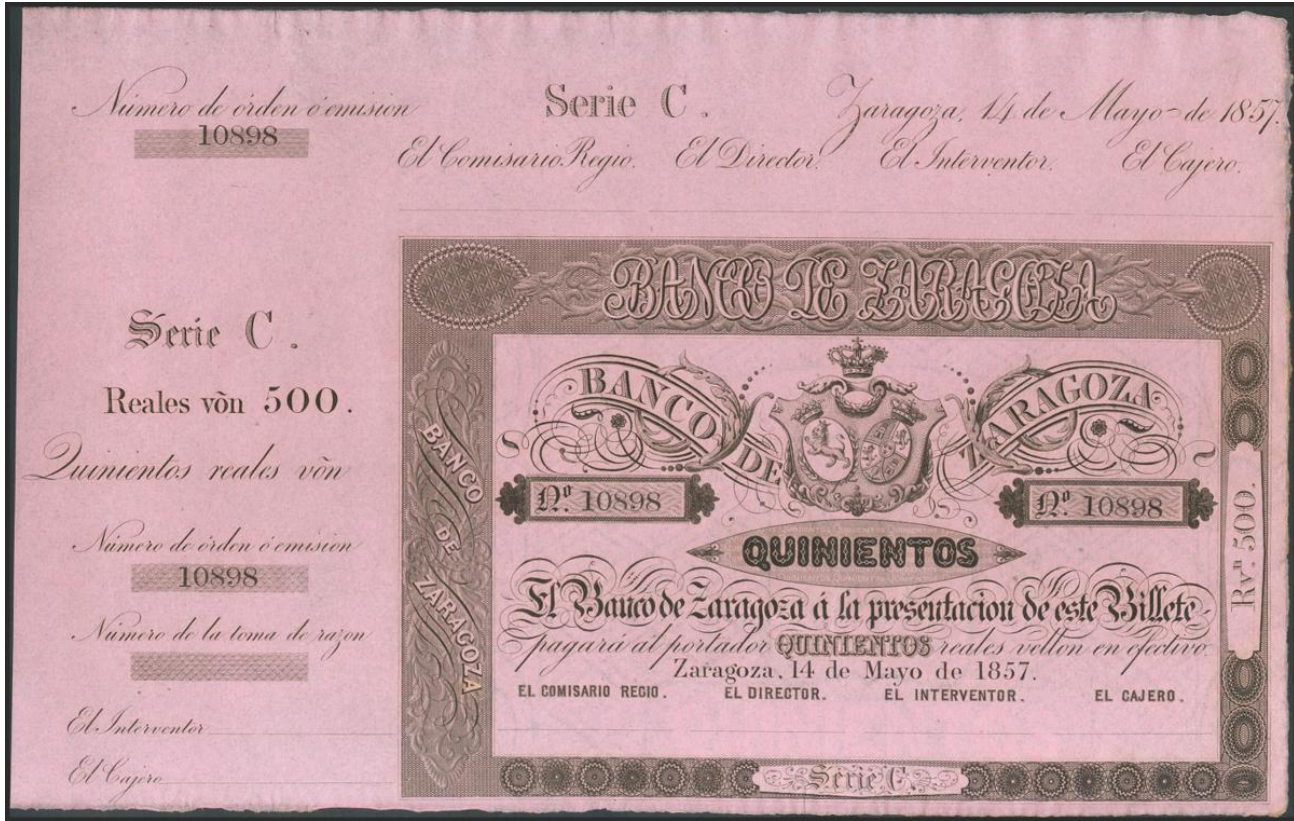 Número de órden ó emision
10898
Serie C.
Zaragoza, 14 de Mayo de 1857.
El Comisario Regio. El Director. El Interventor. El Cajero.
Serie C.
Reales vòn 500.
Quinientos reales vòn
Número de órden ó emision
10898
Número de la toma de razon
El Interventor
El Cajero
BANCO DE ZARAGOZA
BANCO DE ZARAGOZA
BANCO DE ZARAGOZA
Nº 10898
Nº 10898
QUINIENTOS
El Banco de Zaragoza á la presentacion de este Billete
pagará al portador QUINIENTOS reales vellon en efectivo.
Zaragoza, 14 de Mayo de 1857.
EL COMISARIO REGIO. EL DIRECTOR. EL INTERVENTOR. EL CAJERO.
Rvⁿ 500.
Serie C.